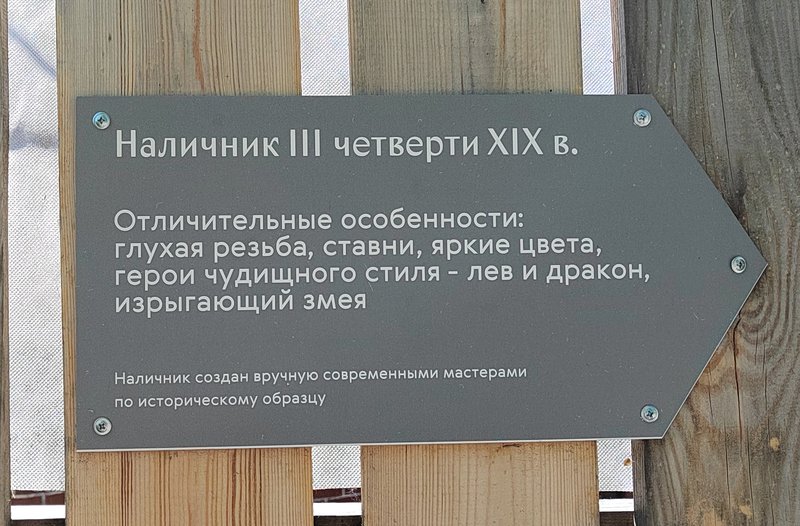 Наличник III четверти XIX в.
Отличительные особенности:
глухая резьба, ставни, яркие цвета,
герои чудищного стиля - лев и дракон,
изрыгающий змея
Наличник создан вручную современными мастерами
по историческому образцу